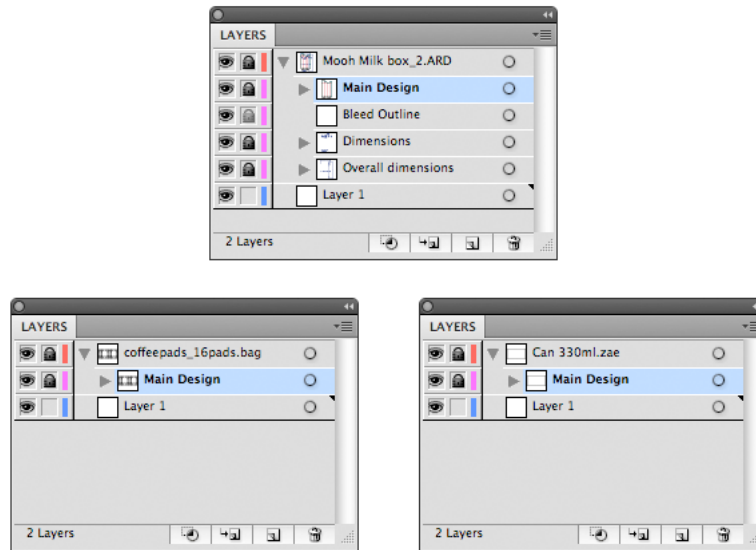 LAYERS
Mooh Milk box_2.ARD
Main Design
Bleed Outline
Dimensions
Overall dimensions
Layer 1
2 Layers
LAYERS
coffeepads_16pads.bag
Main Design
Layer 1
2 Layers
LAYERS
Can 330ml.zae
Main Design
Layer 1
2 Layers